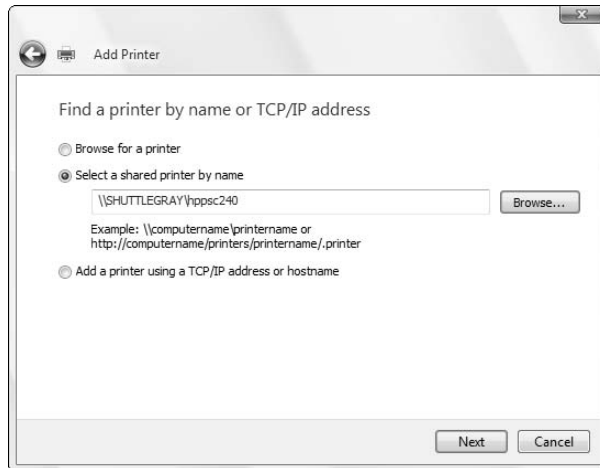 Add Printer
Find a printer by name or TCP/IP address
Browse for a printer
Select a shared printer by name
\\SHUTTLEGRAY\hppsc240
Browse...
Example: \\computername\printername or
http://computername/printers/printername/.printer
Add a printer using a TCP/IP address or hostname
Next
Cancel